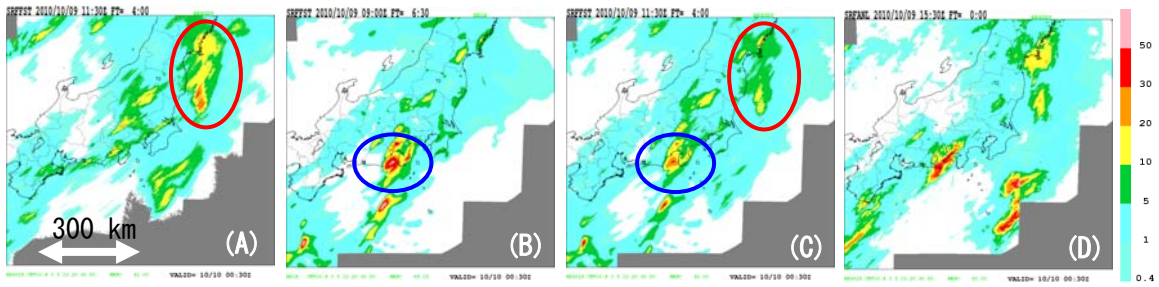 SRFFST 2010/10/09 11:30Z FT= 4:00
300 km
(A)
VALID= 10/10 00:30Z
SRFFST 2010/10/09 09:00Z FT= 6:30
(B)
VALID= 10/10 00:30Z
SRFFST 2010/10/09 11:30Z FT= 4:00
(C)
VALID= 10/10 00:30Z
SRFANL 2010/10/09 15:30Z FT= 0:00
(D)
VALID= 10/10 00:30Z
50
30
20
10
5
1
0.4